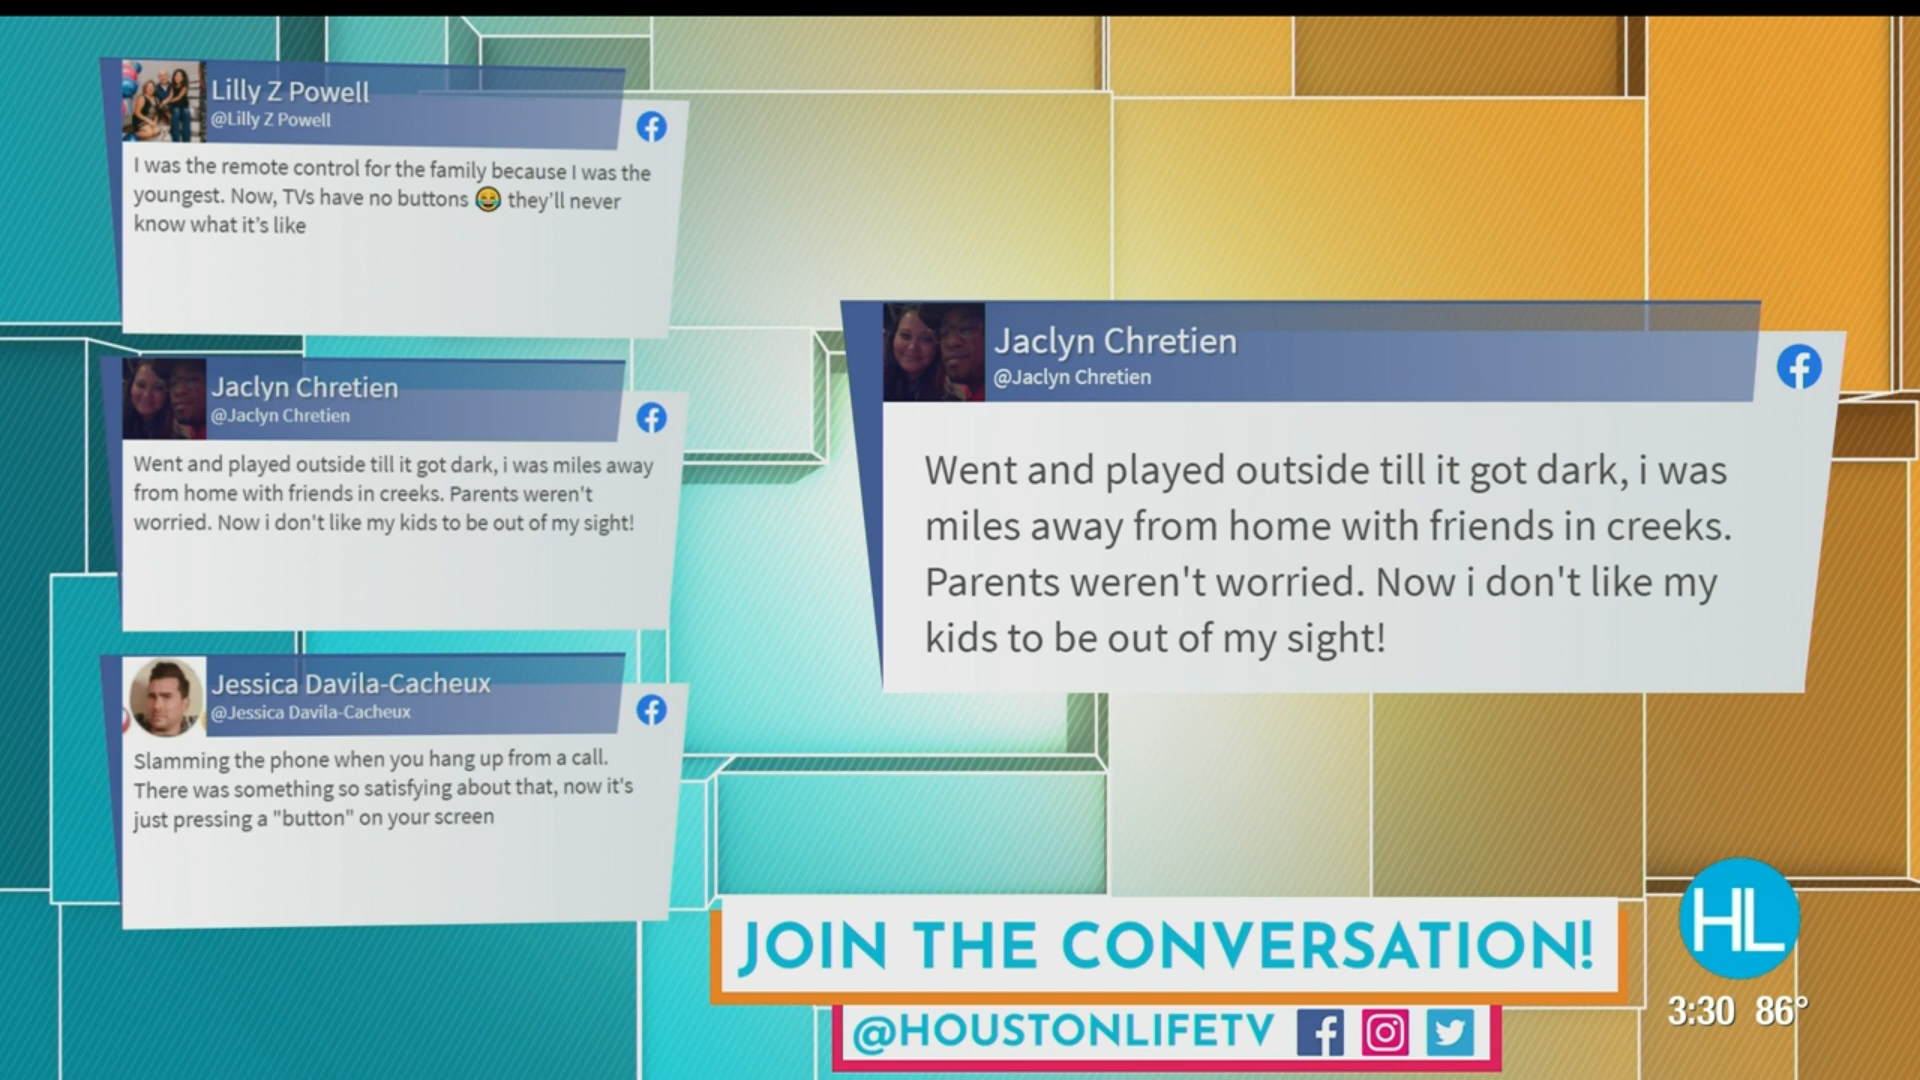 Lilly Z Powell
@Lilly Z Powell
I was the remote control for the family because I was the
youngest. Now, TVs have no buttons 😂 they'll never
know what it's like
Jaclyn Chretien
@Jaclyn Chretien
Went and played outside till it got dark, i was miles away
from home with friends in creeks. Parents weren't
worried. Now i don't like my kids to be out of my sight!
Jessica Davila-Cacheux
@Jessica Davila-Cacheux
Slamming the phone when you hang up from a call.
There was something so satisfying about that, now it's
just pressing a "button" on your screen
Jaclyn Chretien
@Jaclyn Chretien
Went and played outside till it got dark, i was
miles away from home with friends in creeks.
Parents weren't worried. Now i don't like my
kids to be out of my sight!
JOIN THE CONVERSATION!
@HOUSTONLIFETV
HL
3:30 86°